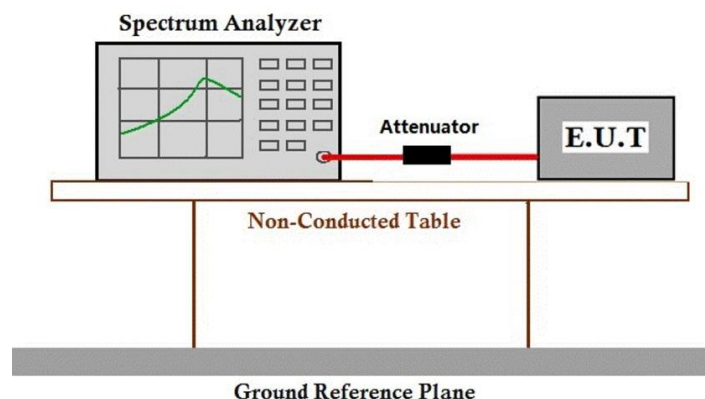 Spectrum Analyzer
Attenuator
E.U.T
Non-Conducted Table
Ground Reference Plane